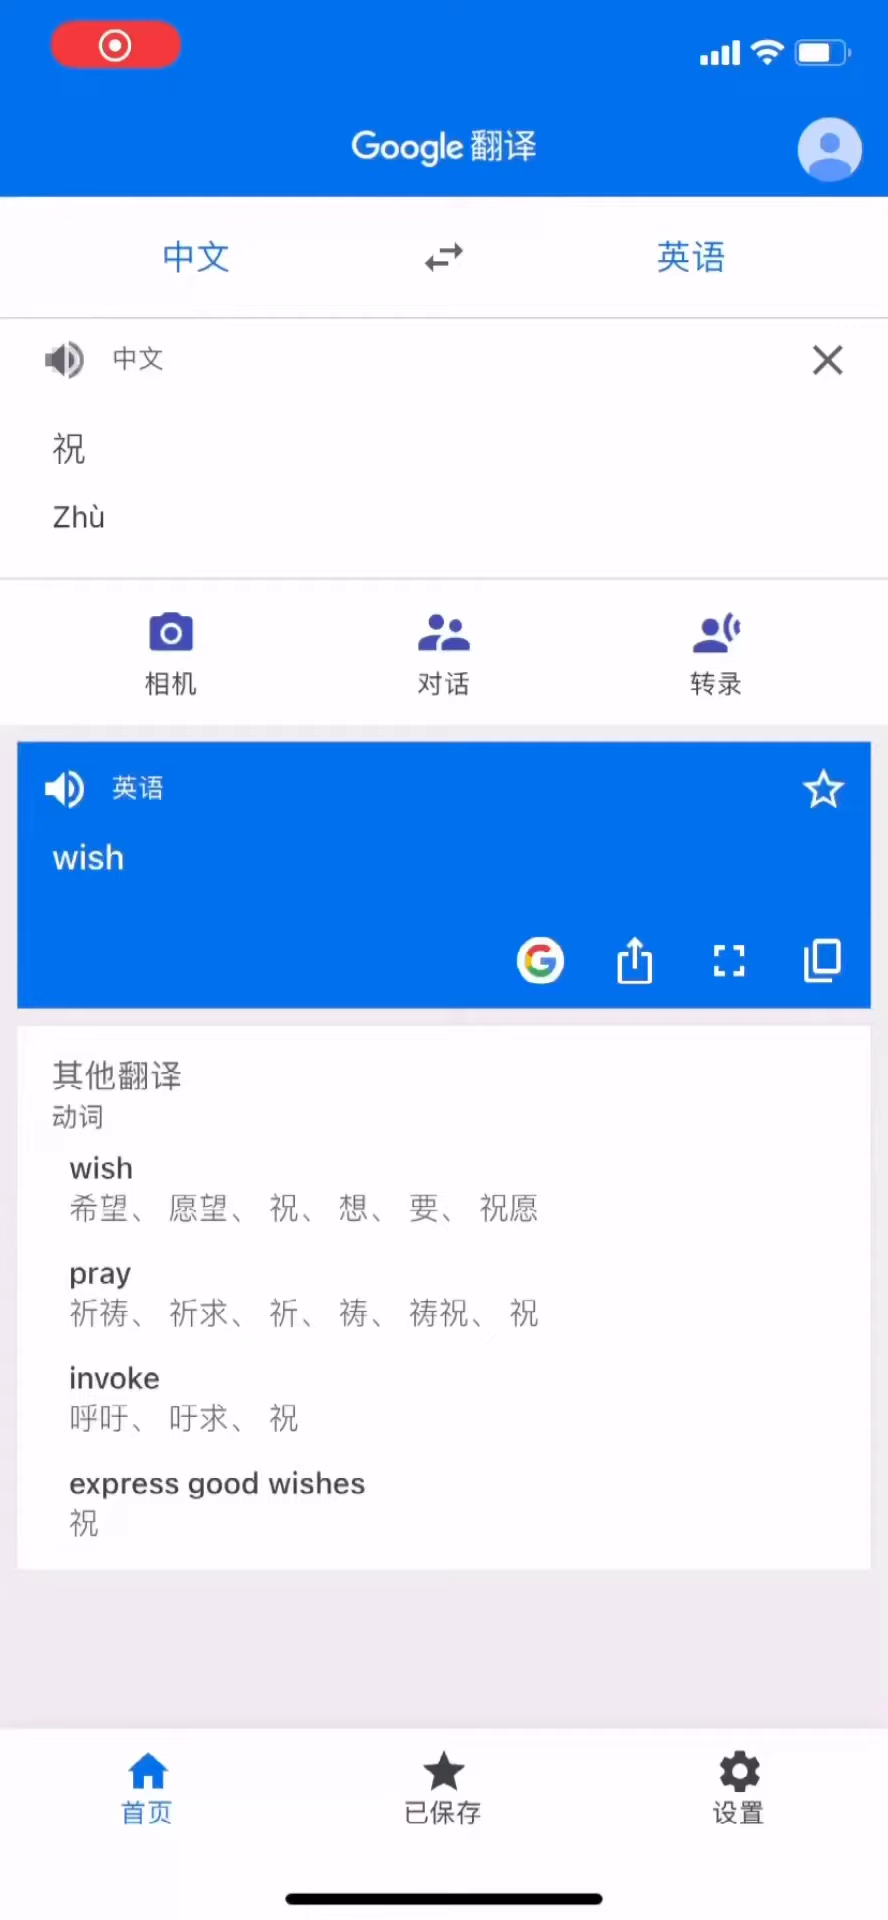 Google 翻译
中文
英语
中文
祝
Zhù
相机
对话
转录
英语
wish
其他翻译
动词
wish
希望、 愿望、 祝、 想、 要、 祝愿
pray
祈祷、 祈求、 祈、 祷、 祷祝、 祝
invoke
呼吁、 吁求、 祝
express good wishes
祝
首页
已保存
设置